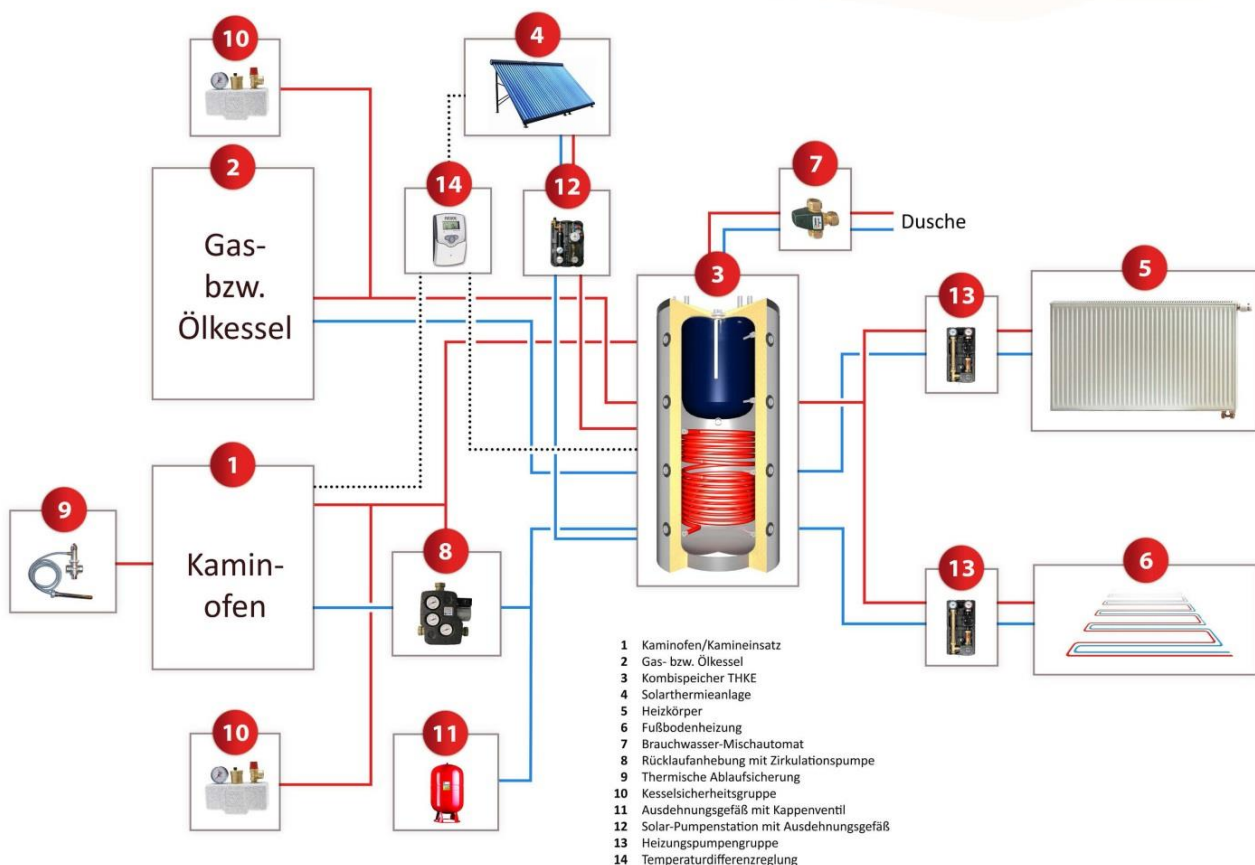 10
4
2
14
12
7
Gas-
bzw.
Ölkessel
Dusche
3
13
5
1
9
Kamin-
ofen
8
13
6
10
11
1 Kaminofen/Kamineinsatz
2 Gas- bzw. Ölkessel
3 Kombispeicher THKE
4 Solarthermieanlage
5 Heizkörper
6 Fußbodenheizung
7 Brauchwasser-Mischautomat
8 Rücklaufanhebung mit Zirkulationspumpe
9 Thermische Ablaufsicherung
10 Kesselsicherheitsgruppe
11 Ausdehnungsgefäß mit Kappenventil
12 Solar-Pumpenstation mit Ausdehnungsgefäß
13 Heizungspumpengruppe
14 Temperaturdifferenzreglung